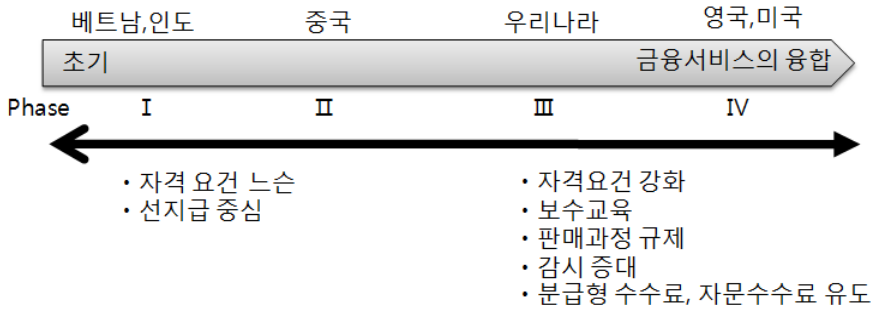 베트남,인도 중국 우리나라 영국,미국
초기 금융서비스의 융합
Phase Ⅰ Ⅱ Ⅲ Ⅳ
・자격 요건 느슨
・선지급 중심
・자격요건 강화
・보수교육
・판매과정 규제
・감시 증대
・분급형 수수료, 자문수수료 유도